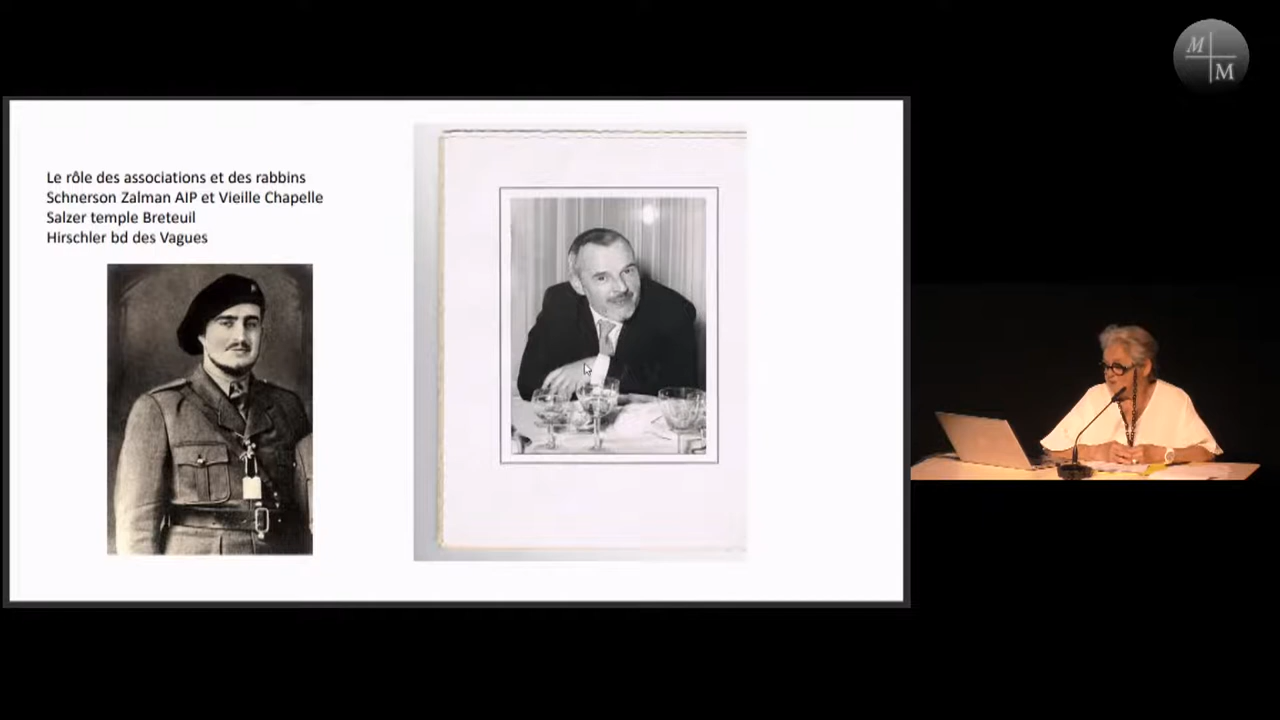 Le rôle des associations et des rabbins
Schnerson Zalman AIP et Vieille Chapelle
Salzer temple Breteuil
Hirschler bd des Vagues
M
M